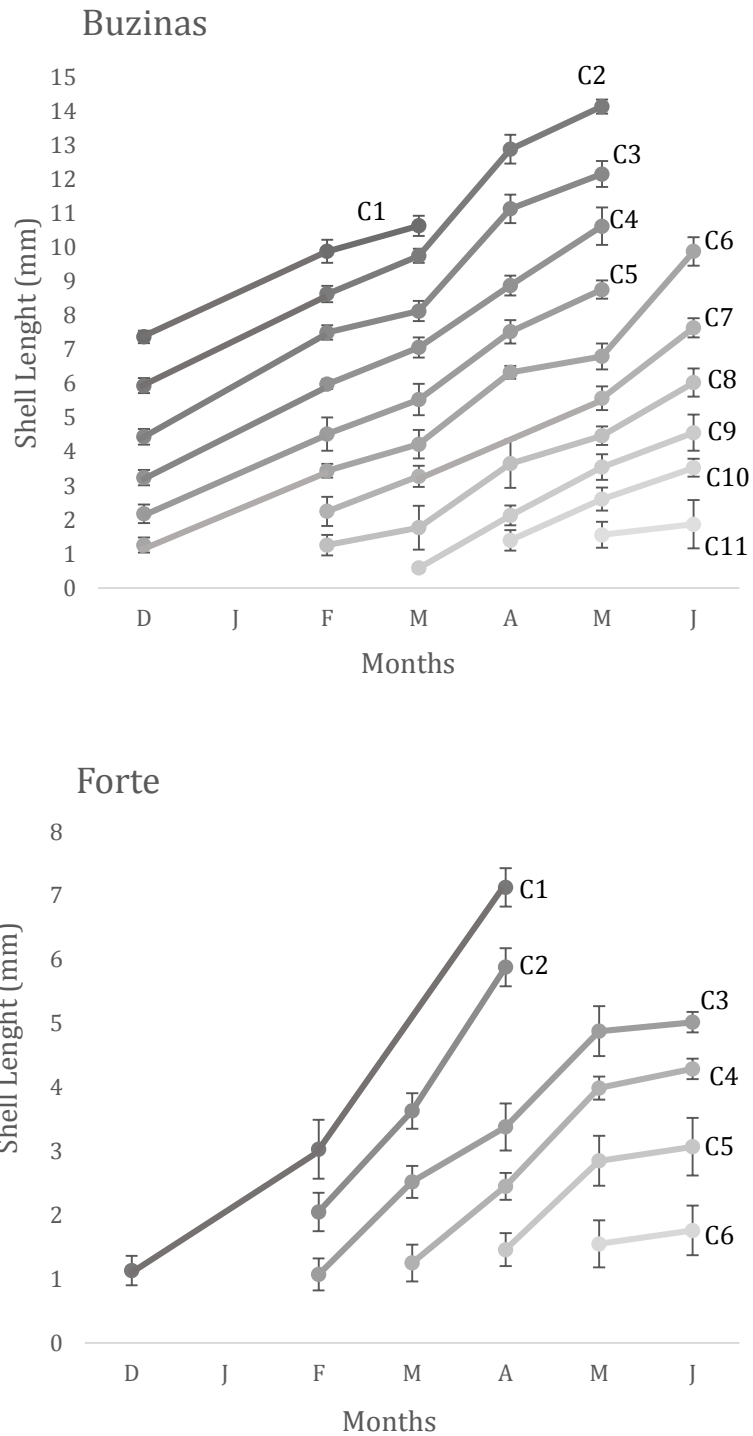 Buzinas
15
C2
14
13
C3
12
C1
11
C4
10
C6
9
C5
8
C7
7
6
C8
5
C9
4
C10
3
2
C11
1
0
Shell Lenght (mm)
D J F M A M J
Months
Forte
8
7
C1
6
C2
5
C3
4
C4
3
C5
2
C6
1
0
Shell Lenght (mm)
D J F M A M J
Months